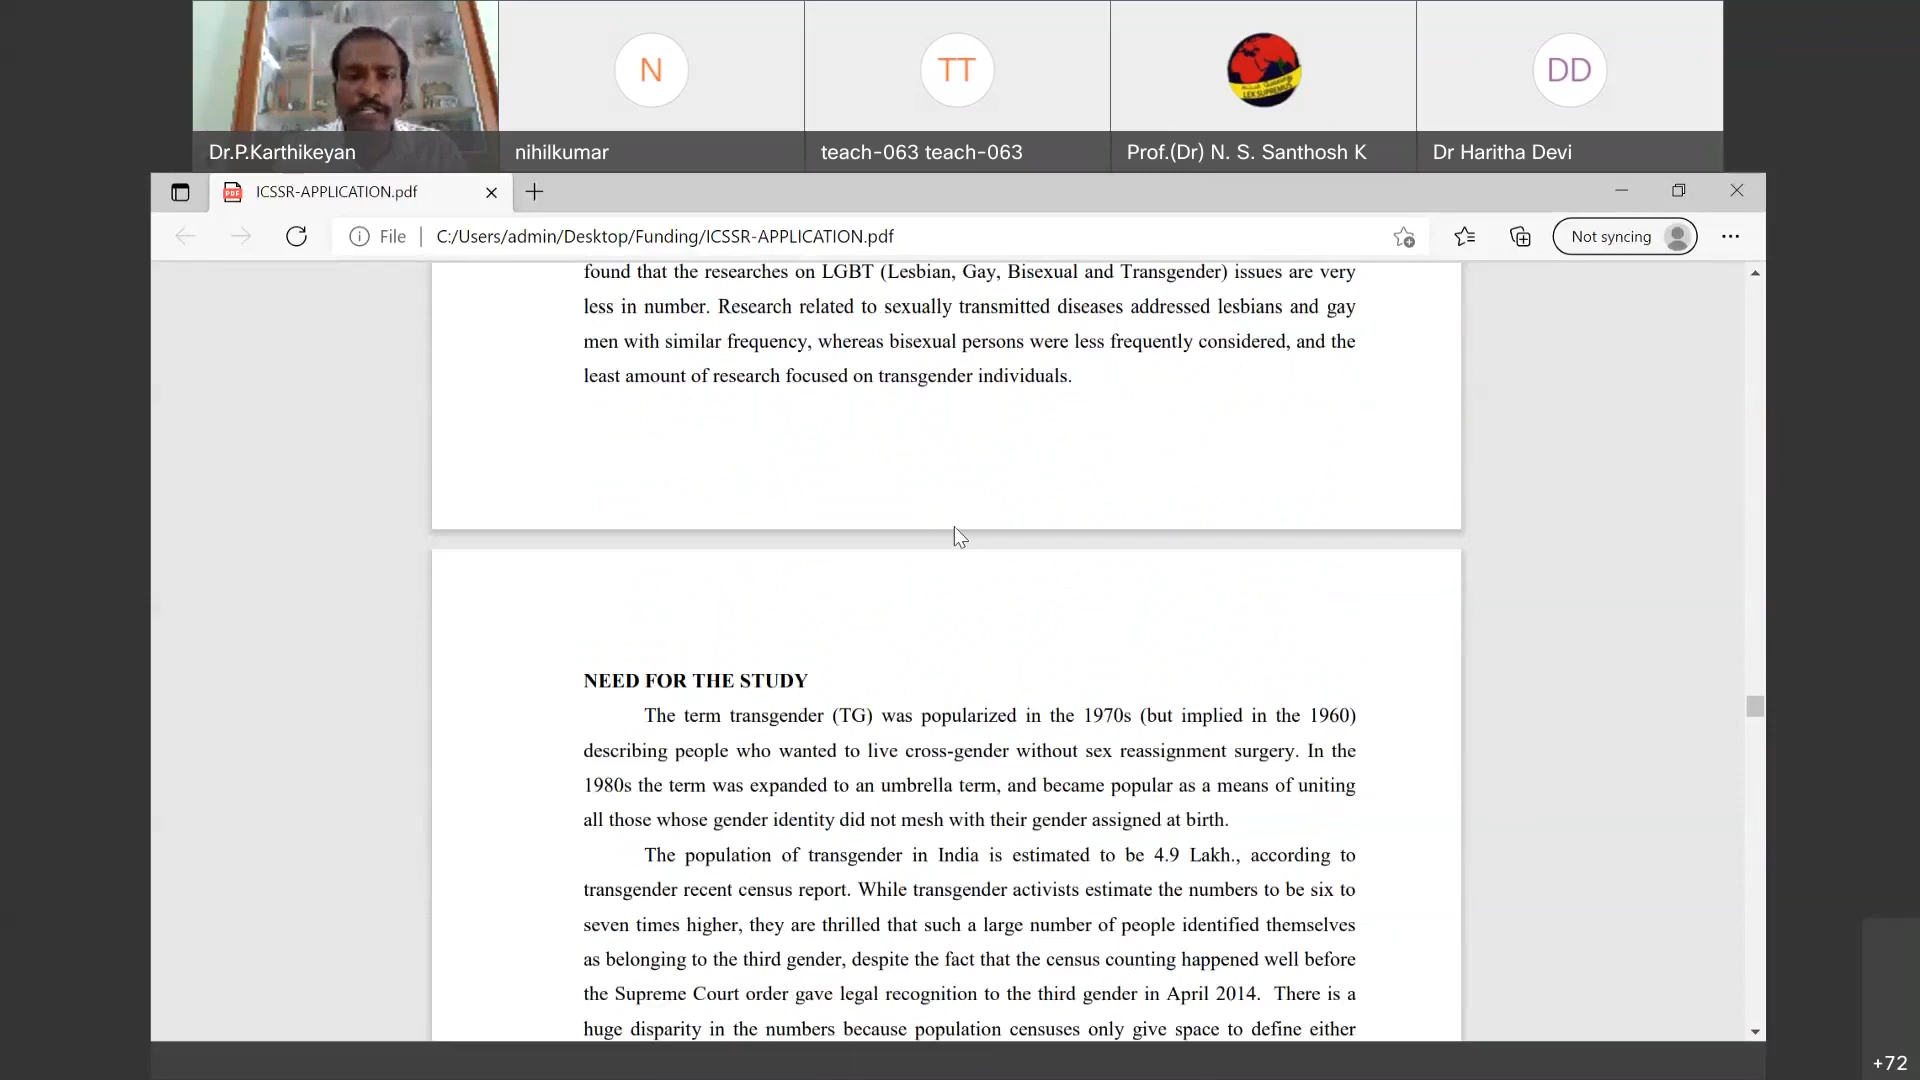 N
TT
LEX SUPREMUS
DD
Dr.P.Karthikeyan
nihilkumar
teach-063 teach-063
Prof.(Dr) N. S. Santhosh K
Dr Haritha Devi
PDF
ICSSR-APPLICATION.pdf
File
C:/Users/admin/Desktop/Funding/ICSSR-APPLICATION.pdf
Not syncing
found that the researches on LGBT (Lesbian, Gay, Bisexual and Transgender) issues are very
less in number. Research related to sexually transmitted diseases addressed lesbians and gay
men with similar frequency, whereas bisexual persons were less frequently considered, and the
least amount of research focused on transgender individuals.
NEED FOR THE STUDY
The term transgender (TG) was popularized in the 1970s (but implied in the 1960)
describing people who wanted to live cross-gender without sex reassignment surgery. In the
1980s the term was expanded to an umbrella term, and became popular as a means of uniting
all those whose gender identity did not mesh with their gender assigned at birth.
The population of transgender in India is estimated to be 4.9 Lakh., according to
transgender recent census report. While transgender activists estimate the numbers to be six to
seven times higher, they are thrilled that such a large number of people identified themselves
as belonging to the third gender, despite the fact that the census counting happened well before
the Supreme Court order gave legal recognition to the third gender in April 2014. There is a
huge disparity in the numbers because population censuses only give space to define either
+72